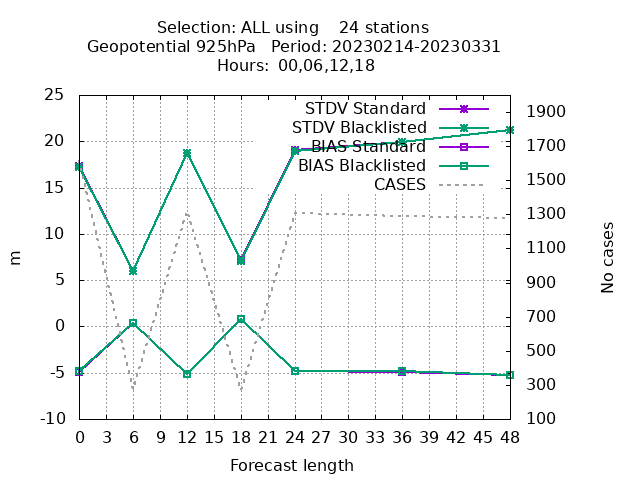 Selection: ALL using    24 stations
Geopotential 925hPa   Period: 20230214-20230331
Hours: 00,06,12,18
STDV Standard
STDV Blacklisted
BIAS Standard
BIAS Blacklisted
CASES
25
20
15
10
5
0
-5
-10
m
1900
1700
1500
1300
1100
900
700
500
300
100
No cases
0 3 6 9 12 15 18 21 24 27 30 33 36 39 42 45 48
Forecast length